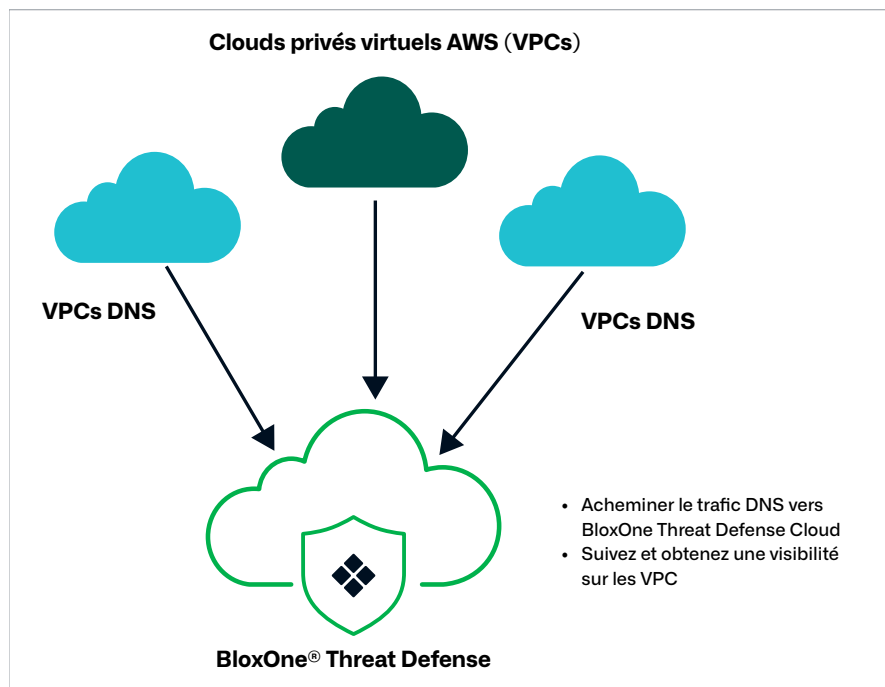 Clouds privés virtuels AWS (VPCs)
VPCs DNS
VPCs DNS
• Acheminer le trafic DNS vers
BloxOne Threat Defense Cloud
• Suivez et obtenez une visibilité
sur les VPC
BloxOne® Threat Defense